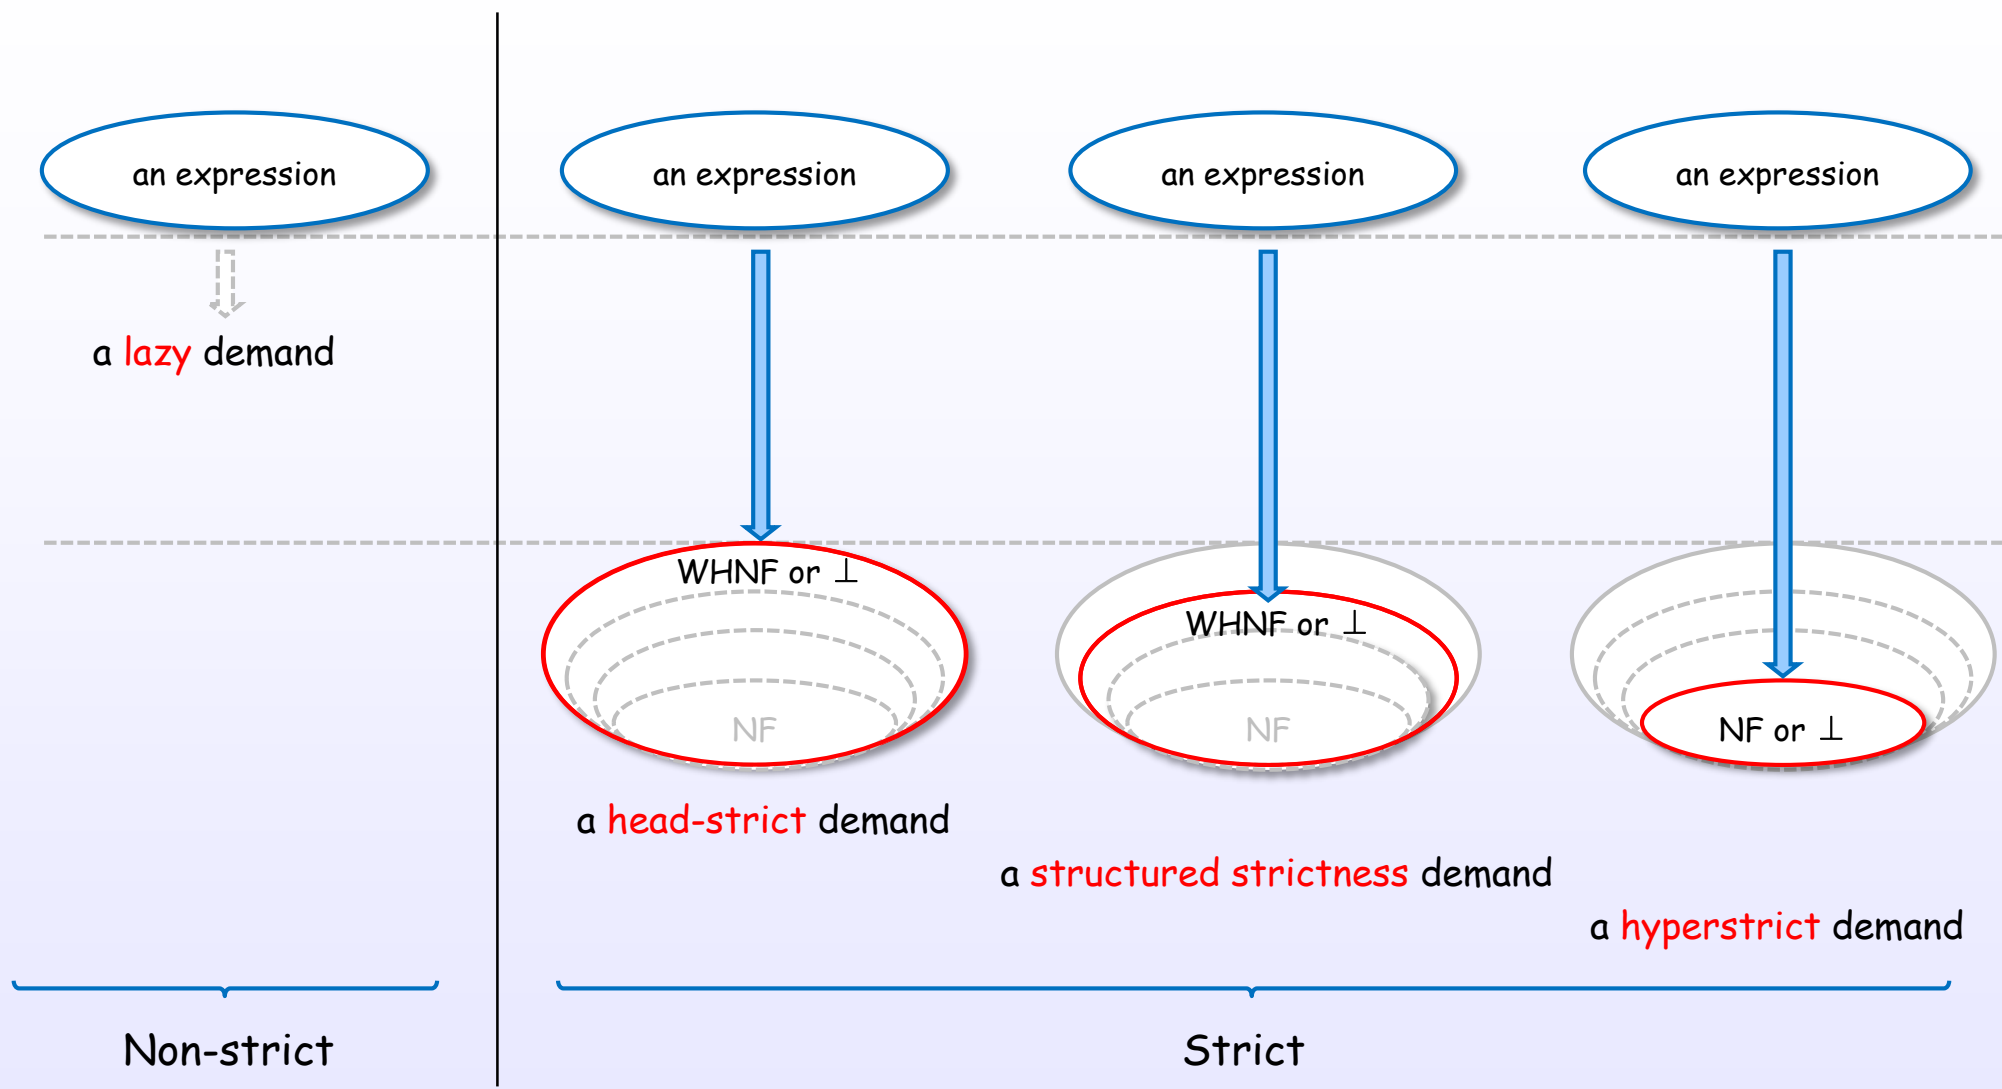 an expression
an expression
an expression
an expression
a lazy demand
WHNF or ⊥
WHNF or ⊥
NF
NF
NF or ⊥
a head-strict demand
a structured strictness demand
a hyperstrict demand
Non-strict
Strict